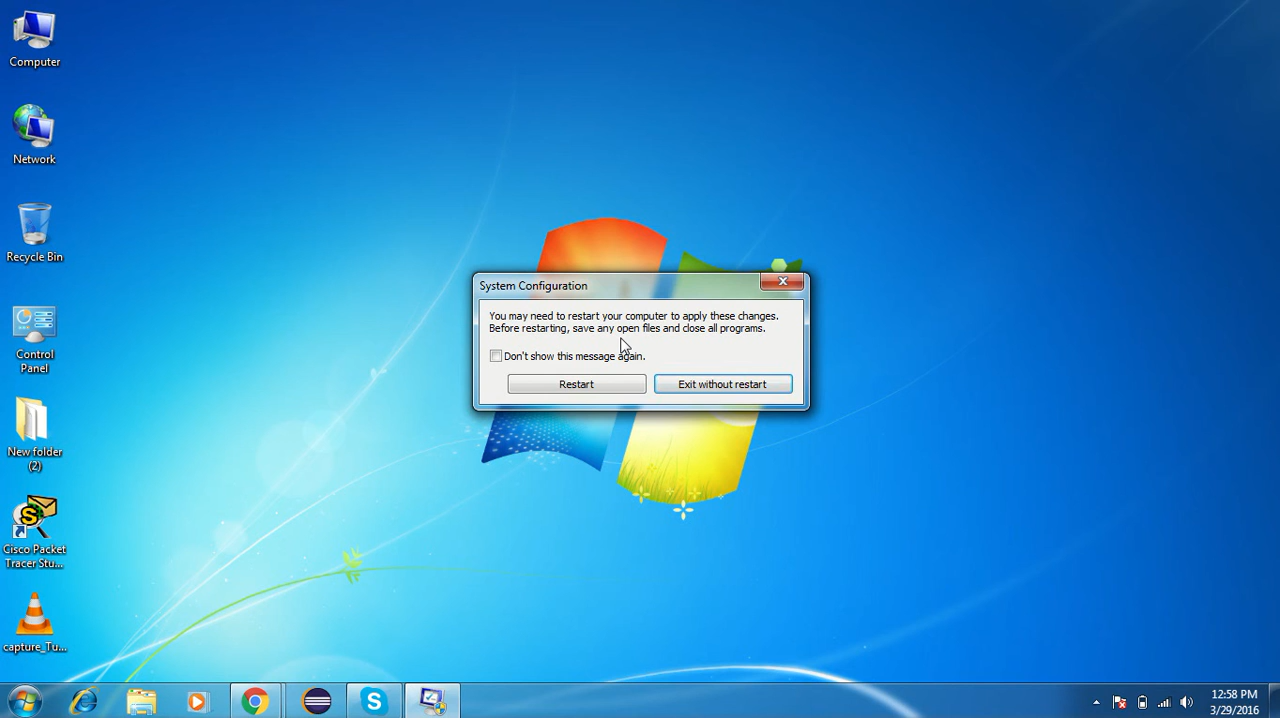 Computer
Network
Recycle Bin
Control
Panel
New folder
(2)
Cisco Packet
Tracer Stu...
capture_Tu...
System Configuration
You may need to restart your computer to apply these changes.
Before restarting, save any open files and close all programs.
Don't show this message again.
Restart
Exit without restart
12:58 PM
3/29/2016